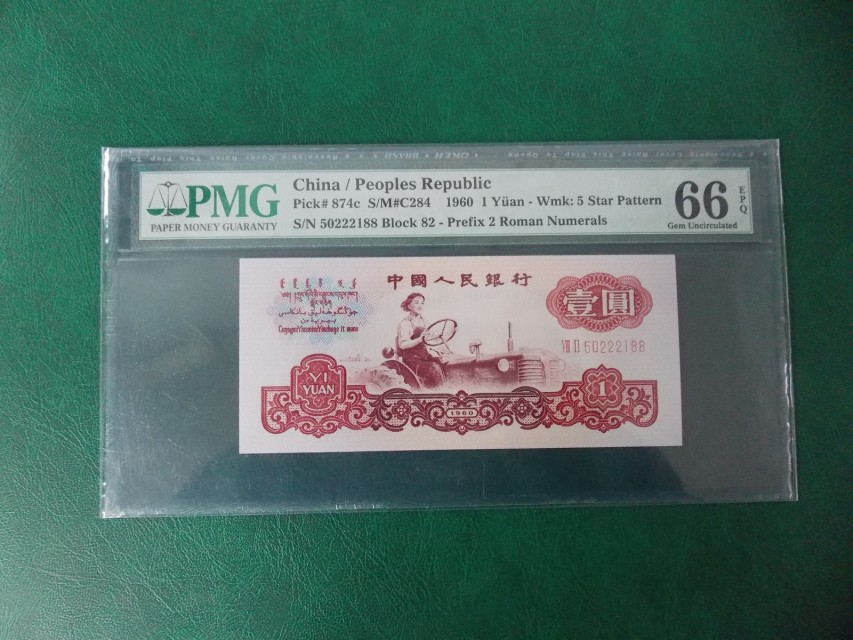 PMG
PAPER MONEY GUARANTY
China / Peoples Republic
Pick# 874c S/M#C284 1960 1 Yüan - Wmk: 5 Star Pattern
S/N 50222188 Block 82 - Prefix 2 Roman Numerals
66 EPQ
Gem Uncirculated
中國人民銀行
壹圓
VIII II 50222188
YI
YUAN
1960
1